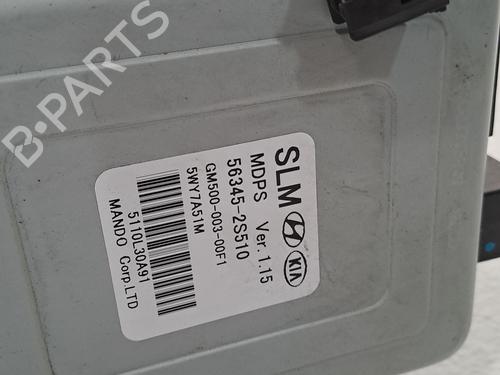 SLM
KIA
MDPS Ver.1.15
56345-2S510
GM500-003-00F1
5WY7A51M
5110L30A91
MANDO Corp.LTD
B-PARTS